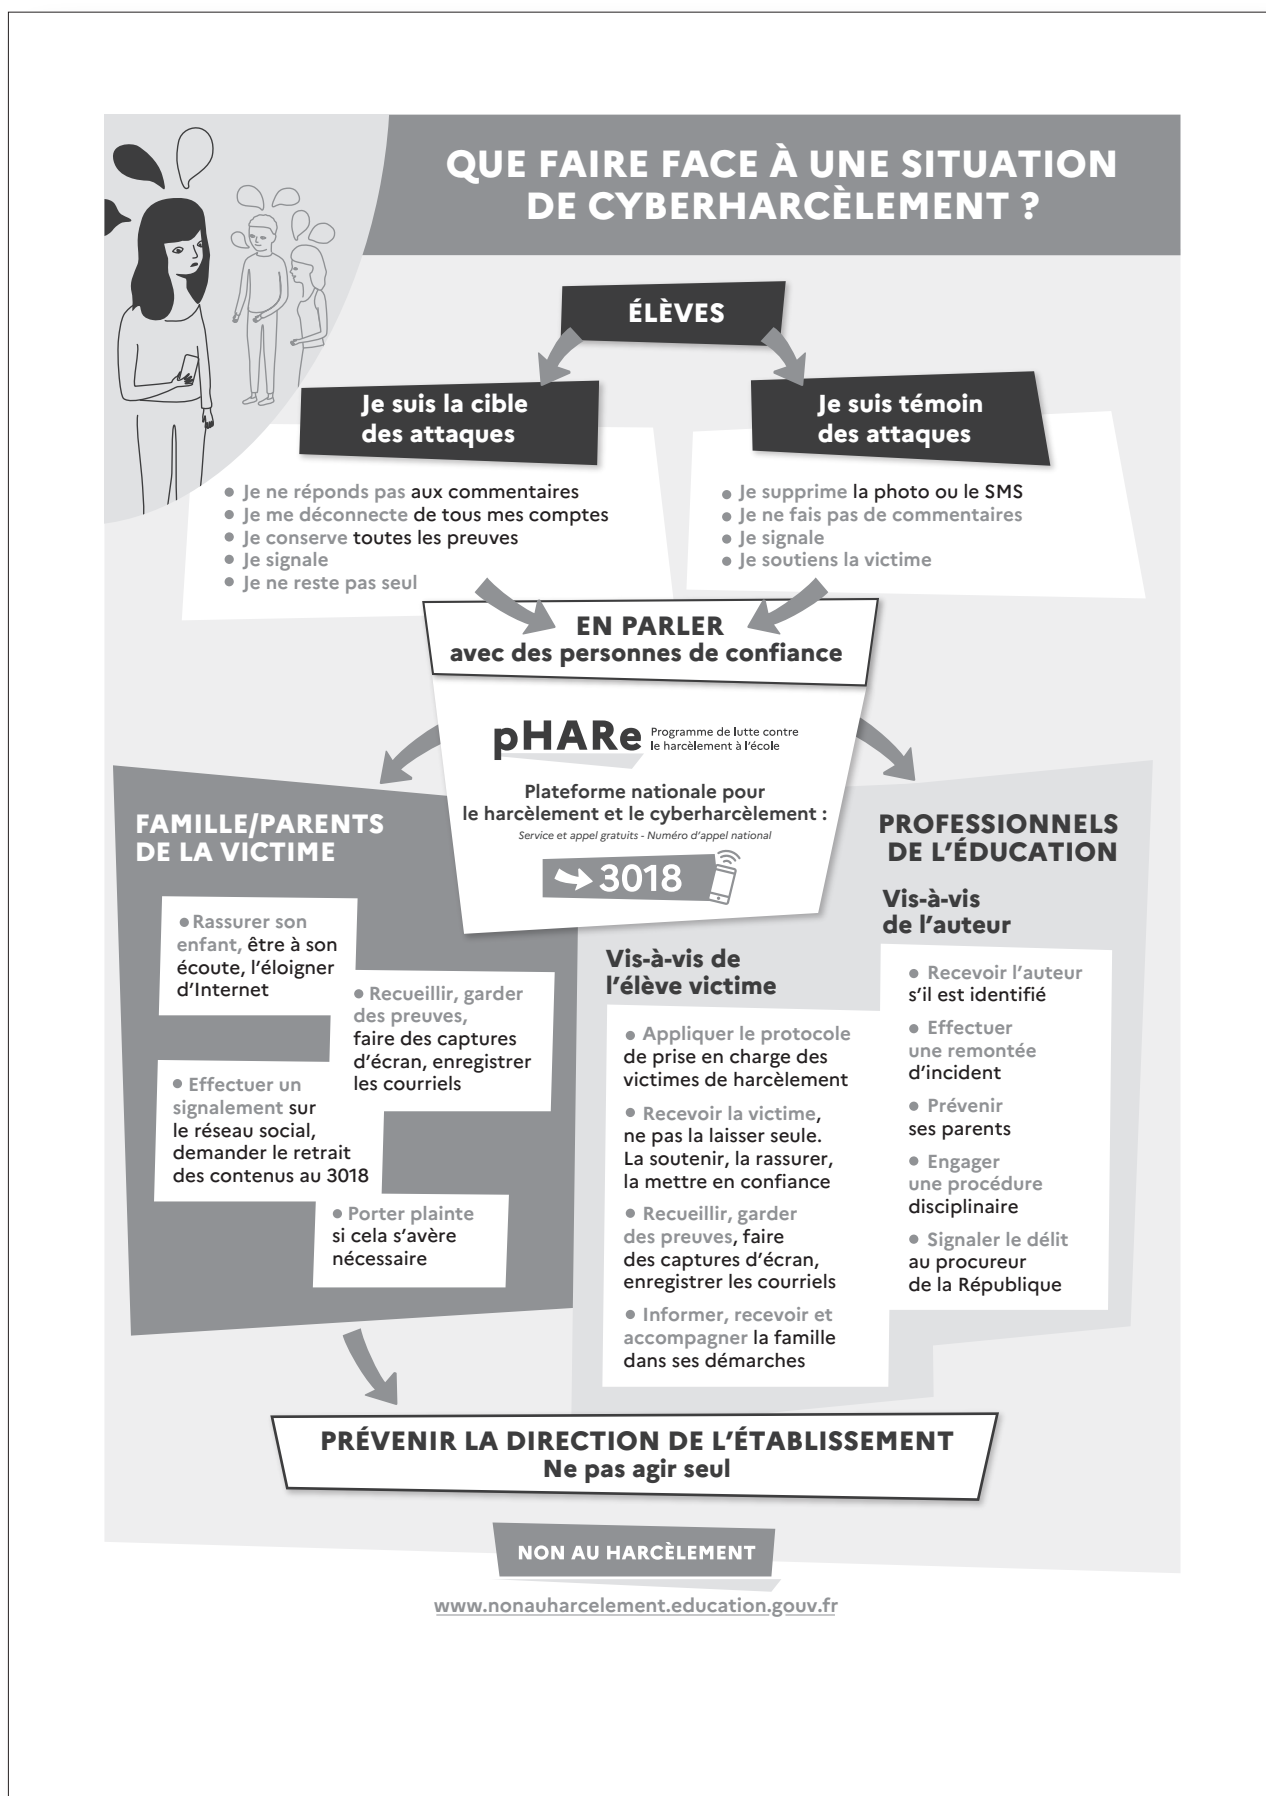 QUE FAIRE FACE À UNE SITUATION
DE CYBERHARCÈLEMENT ?
ÉLÈVES
Je suis la cible
des attaques
• Je ne réponds pas aux commentaires
• Je me déconnecte de tous mes comptes
• Je conserve toutes les preuves
• Je signale
• Je ne reste pas seul
Je suis témoin
des attaques
• Je supprime la photo ou le SMS
• Je ne fais pas de commentaires
• Je signale
• Je soutiens la victime
EN PARLER
avec des personnes de confiance
pHARe
Programme de lutte contre
le harcèlement à l'école
Plateforme nationale pour
le harcèlement et le cyberharcèlement :
Service et appel gratuits - Numéro d'appel national
3018
FAMILLE/PARENTS
DE LA VICTIME
• Rassurer son
enfant, être à son
écoute, l'éloigner
d'Internet
• Recueillir, garder
des preuves,
faire des captures
d'écran, enregistrer
les courriels
• Effectuer un
signalement sur
le réseau social,
demander le retrait
des contenus au 3018
• Porter plainte
si cela s'avère
nécessaire
PROFESSIONNELS
DE L'ÉDUCATION
Vis-à-vis de
l'élève victime
• Appliquer le protocole
de prise en charge des
victimes de harcèlement
• Recevoir la victime,
ne pas la laisser seule.
La soutenir, la rassurer,
la mettre en confiance
• Recueillir, garder
des preuves, faire
des captures d'écran,
enregistrer les courriels
• Informer, recevoir et
accompagner la famille
dans ses démarches
Vis-à-vis
de l'auteur
• Recevoir l'auteur
s'il est identifié
• Effectuer
une remontée
d'incident
• Prévenir
ses parents
• Engager
une procédure
disciplinaire
• Signaler le délit
au procureur
de la République
PRÉVENIR LA DIRECTION DE L'ÉTABLISSEMENT
Ne pas agir seul
NON AU HARCÈLEMENT
www.nonauharcelement.education.gouv.fr